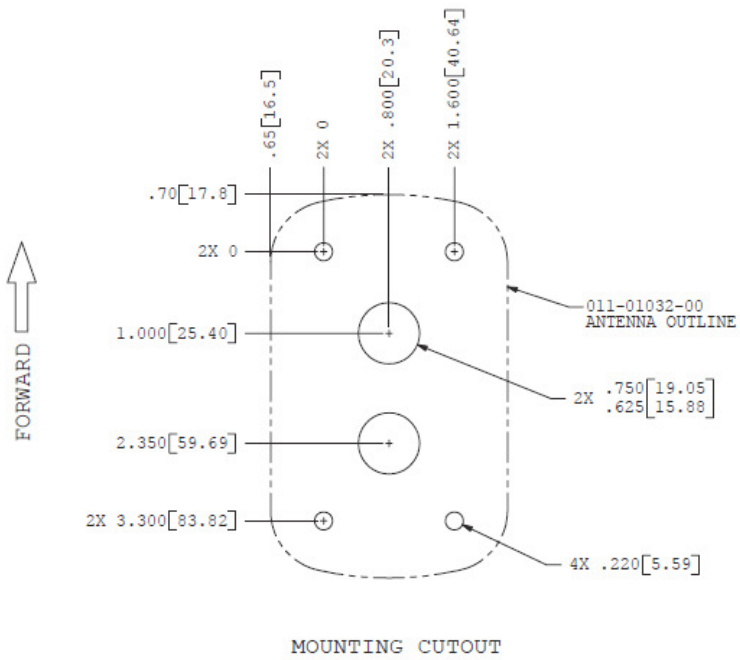 .65[16.5]
2X 0
2X .800[20.3]
2X 1.600[40.64]
.70[17.8]
2X 0
1.000[25.40]
2.350[59.69]
2X 3.300[83.82]
FORWARD
011-01032-00
ANTENNA OUTLINE
2X .750[19.05]
.625[15.88]
4X .220[5.59]
MOUNTING CUTOUT